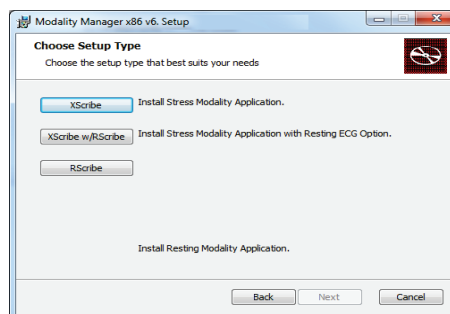 Modality Manager x86 v6. Setup
Choose Setup Type
Choose the setup type that best suits your needs
XScribe Install Stress Modality Application.
XScribe w/RScribe Install Stress Modality Application with Resting ECG Option.
RScribe
Install Resting Modality Application.
Back Next Cancel